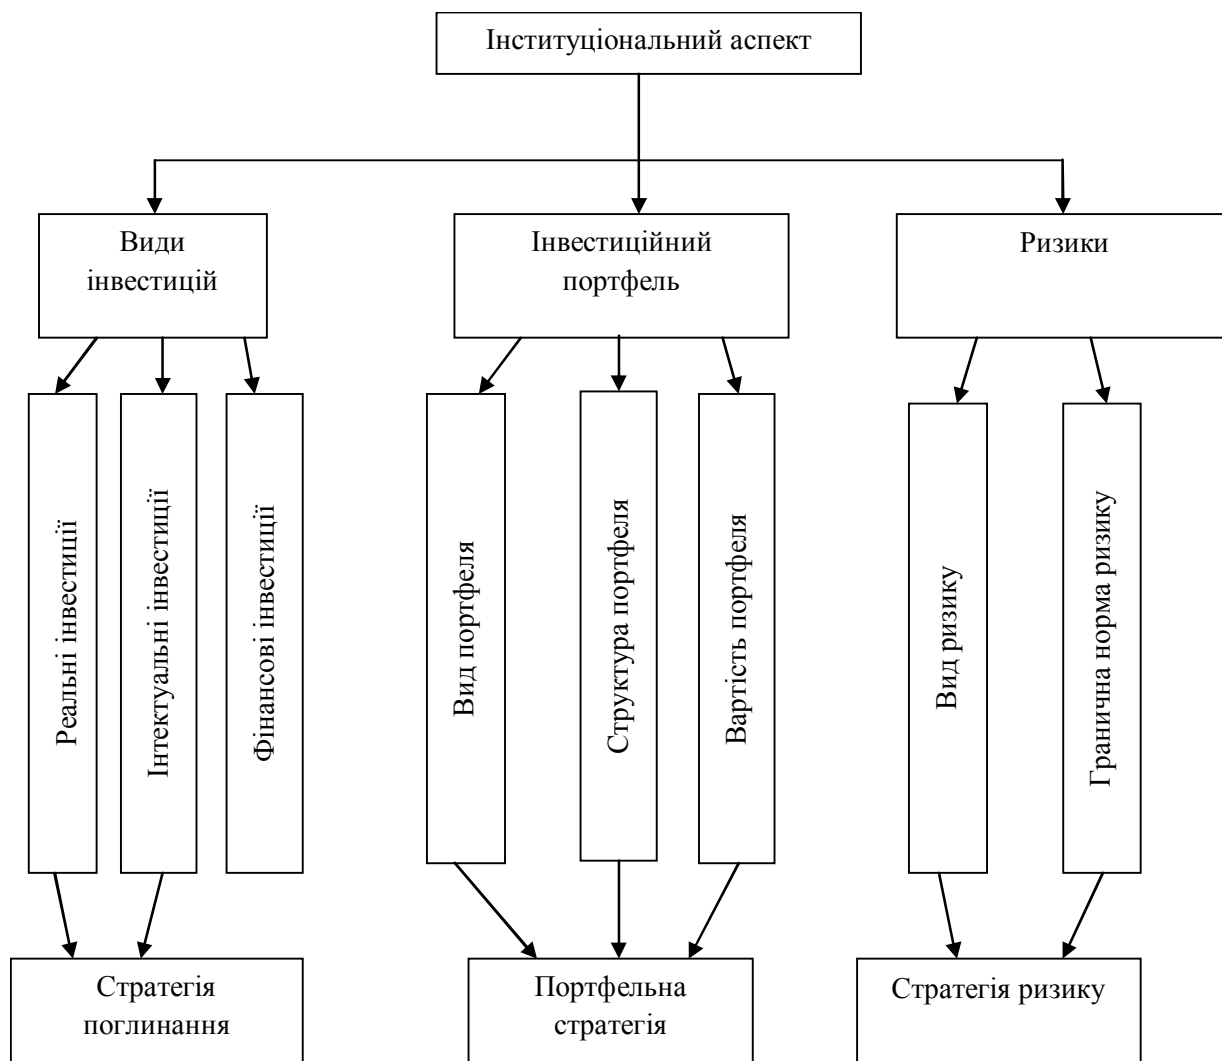 Інституціональний аспект
Види
інвестицій
Інвестиційний
портфель
Ризики
Реальні інвестиції
Інтектуальні інвестиції
Фінансові інвестиції
Вид портфеля
Структура портфеля
Вартість портфеля
Вид ризику
Гранична норма ризику
Стратегія
поглинання
Портфельна
стратегія
Стратегія ризику